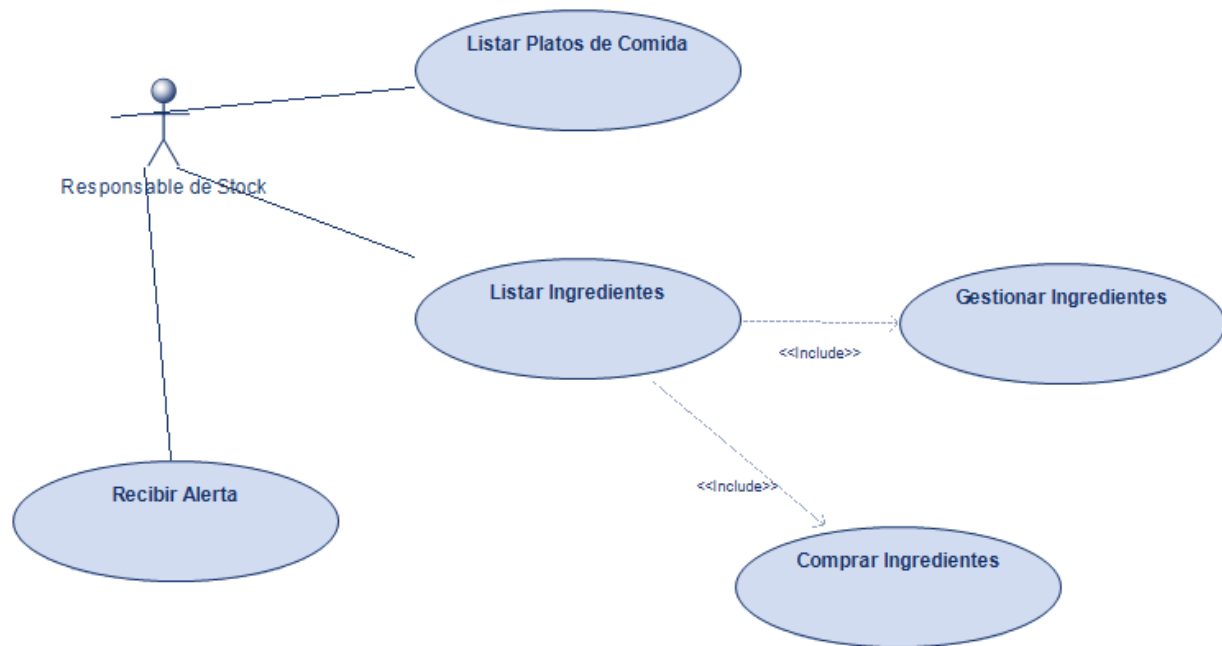 Listar Platos de Comida
Responsable de Stock
Listar Ingredientes
Gestionar Ingredientes
<<Include>>
<<Include>>
Recibir Alerta
Comprar Ingredientes